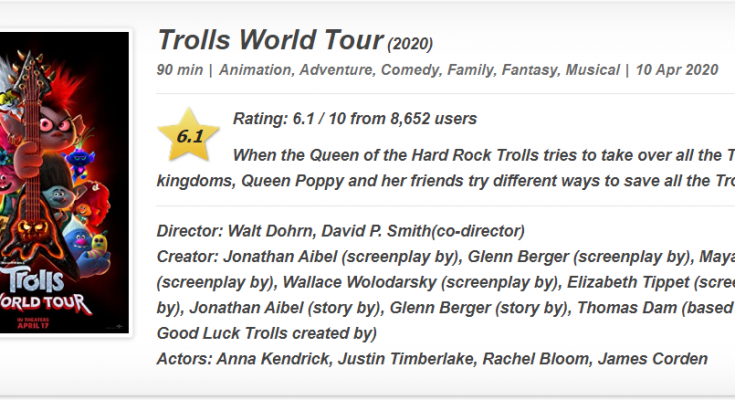 Trolls World Tour (2020)
90 min | Animation, Adventure, Comedy, Family, Fantasy, Musical | 10 Apr 2020
6.1
Rating: 6.1 / 10 from 8,652 users
When the Queen of the Hard Rock Trolls tries to take over all the T
kingdoms, Queen Poppy and her friends try different ways to save all the Tro
Director: Walt Dohrn, David P. Smith(co-director)
Creator: Jonathan Aibel (screenplay by), Glenn Berger (screenplay by), Maya
(screenplay by), Wallace Wolodarsky (screenplay by), Elizabeth Tippet (scree
by), Jonathan Aibel (story by), Glenn Berger (story by), Thomas Dam (based
Good Luck Trolls created by)
Actors: Anna Kendrick, Justin Timberlake, Rachel Bloom, James Corden
Trolls
WORLD TOUR
IN THEATERS
APRIL 17